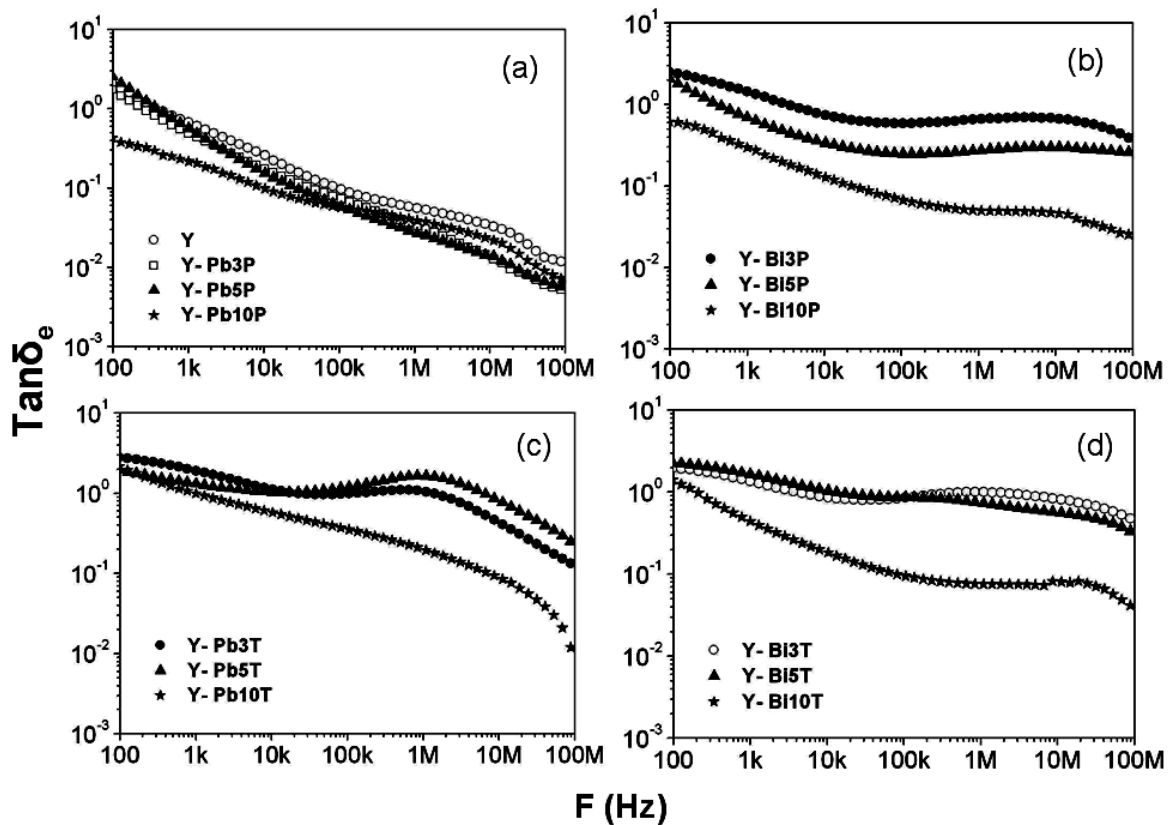 (a)
10^1
10^0
10^-1
10^-2
10^-3
Y
Y- Pb3P
Y- Pb5P
Y- Pb10P
100 1k 10k 100k 1M 10M 100M
(b)
10^1
10^0
10^-1
10^-2
10^-3
Y- BI3P
Y- BI5P
Y- BI10P
100 1k 10k 100k 1M 10M 100M
Tanδe
(c)
10^1
10^0
10^-1
10^-2
10^-3
Y- Pb3T
Y- Pb5T
Y- Pb10T
100 1k 10k 100k 1M 10M 100M
(d)
10^1
10^0
10^-1
10^-2
10^-3
Y- Bi3T
Y- Bi5T
Y- Bi10T
100 1k 10k 100k 1M 10M 100M
F (Hz)